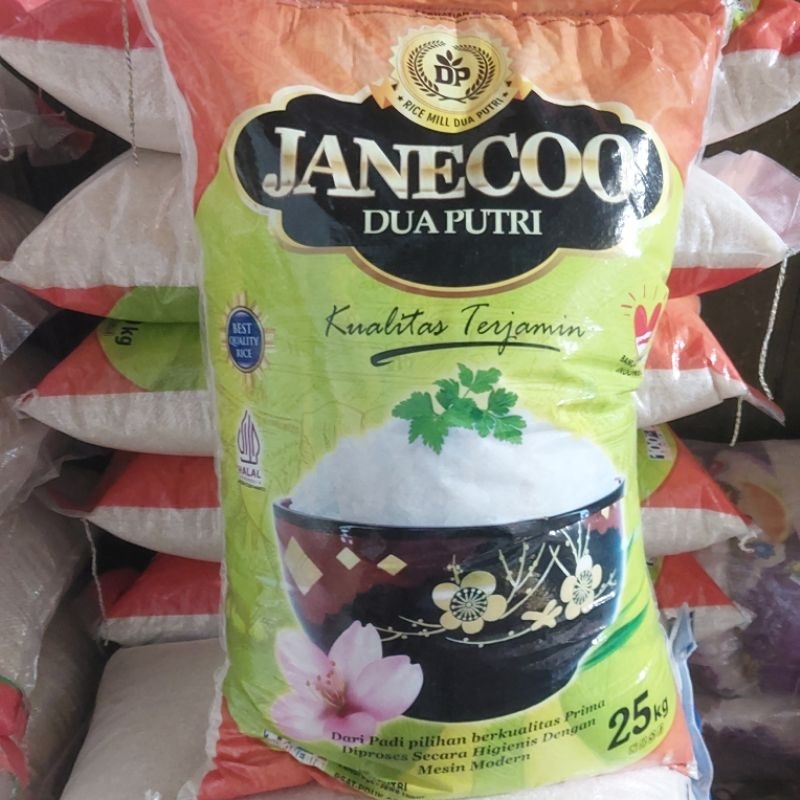 DP
RICE MILL DUA PUTRI
JANECOO
DUA PUTRI
Kualitas Terjamin
BEST
QUALITY
RICE
HALAL
Dari Padi pilihan berkualitas Prima
Diproses Secara Higienis Dengan
Mesin Modern
25kg
kg